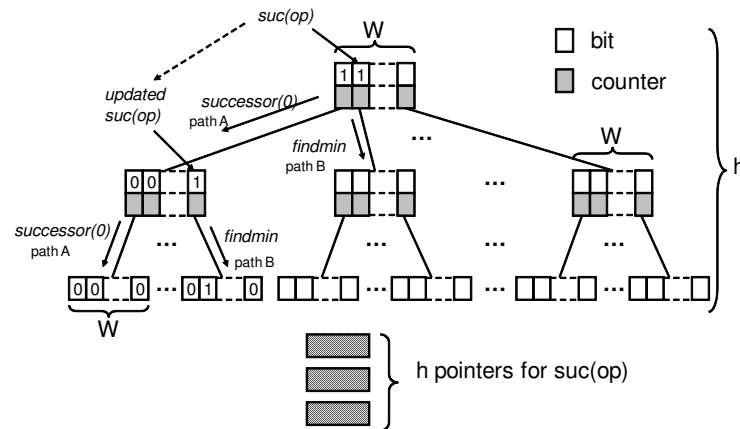 suc(op)
W
bit
counter
1 1
updated
suc(op)
successor(0)
path A
findmin
path B
...
W
h
0 0 1
...
successor(0)
path A
findmin
path B
... ... ...
0 0 0 ... 0 1 0 ... ... ...
W
h pointers for suc(op)